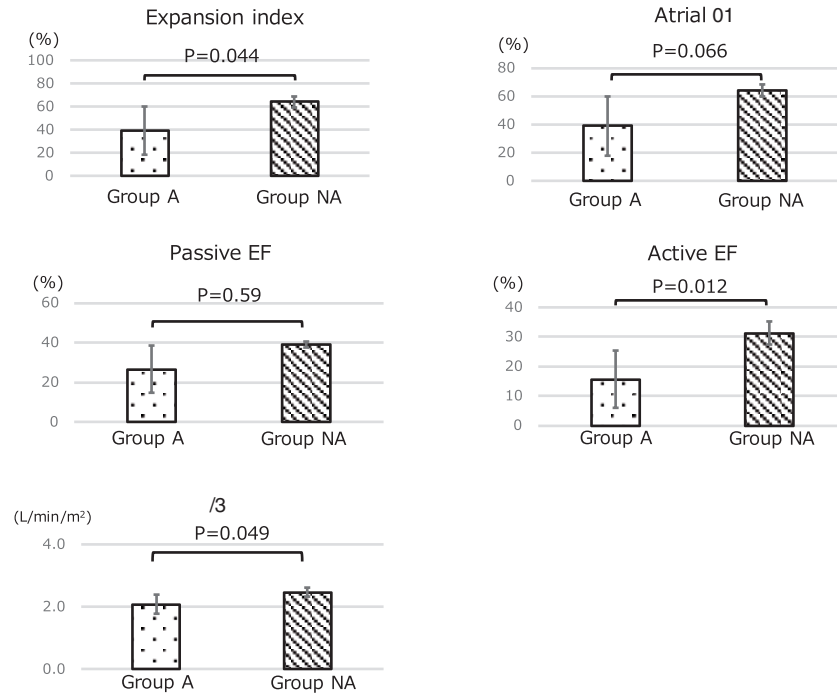 Expansion index
(%)
P=0.044
100
80
60
40
20
0
Group A
Group NA
Atrial 01
(%)
P=0.066
80
60
40
20
0
Group A
Group NA
Passive EF
(%)
P=0.59
60
40
20
0
Group A
Group NA
Active EF
(%)
P=0.012
40
30
20
10
0
Group A
Group NA
/3
(L/min/m²)
P=0.049
4.0
2.0
0.0
Group A
Group NA